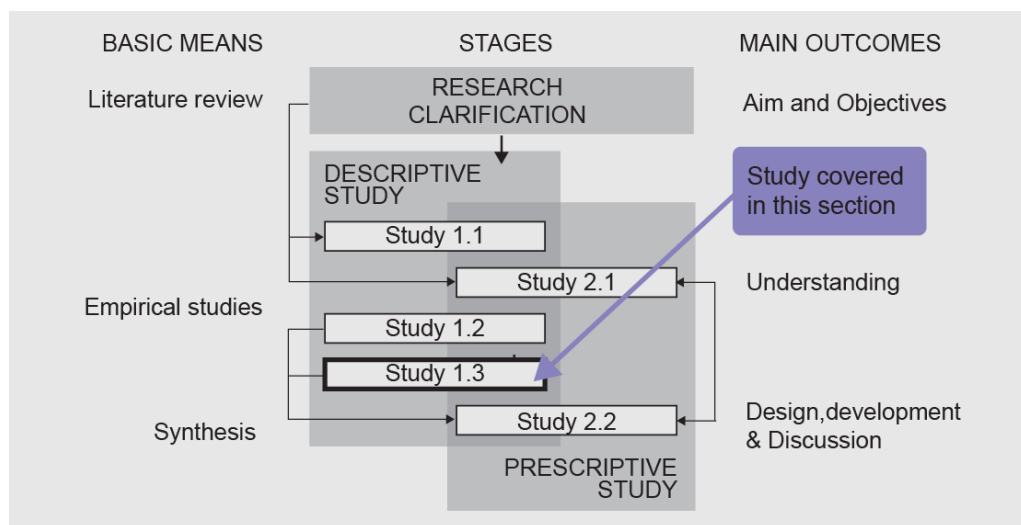 BASIC MEANS
STAGES
MAIN OUTCOMES
Literature review
RESEARCH
CLARIFICATION
Aim and Objectives
DESCRIPTIVE
STUDY
Study covered
in this section
Study 1.1
Study 2.1
Understanding
Empirical studies
Study 1.2
Study 1.3
Synthesis
Study 2.2
Design,development
& Discussion
PRESCRIPTIVE
STUDY